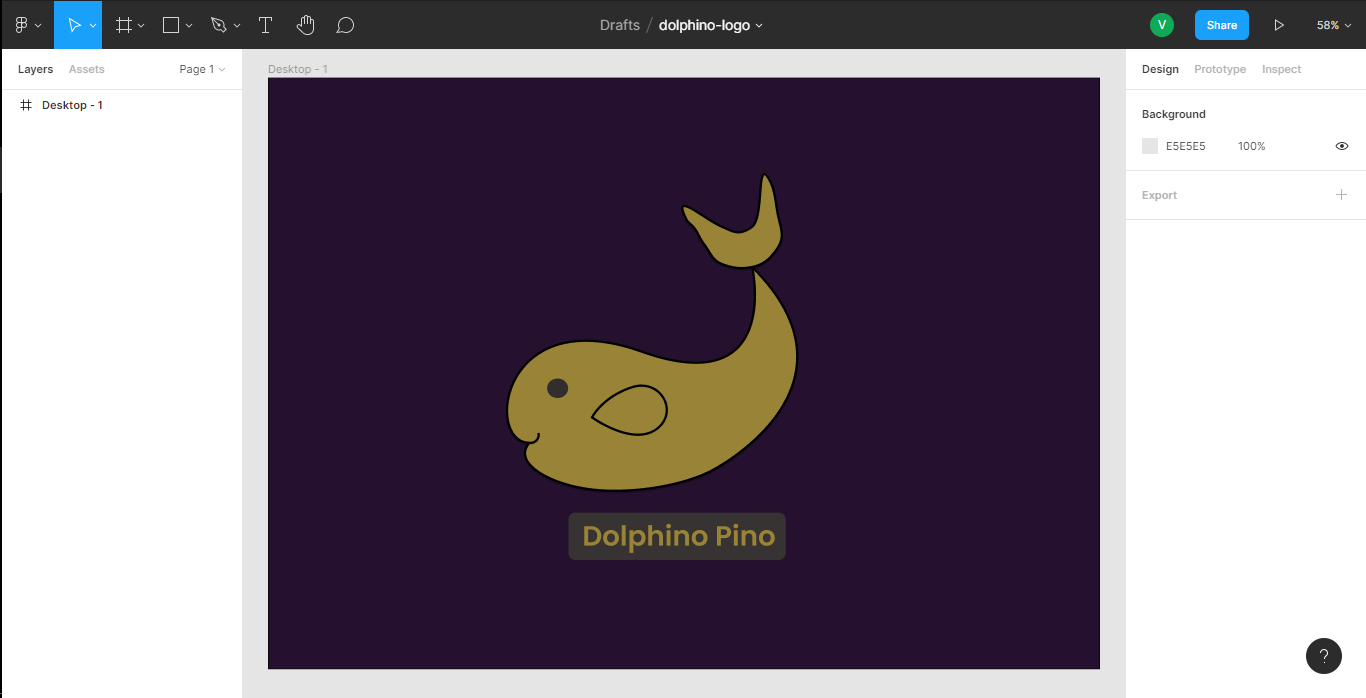 Drafts / dolphino-logo
V
Share
58%
Layers
Assets
Page 1
Desktop - 1
Desktop - 1
Dolphino Pino
Design
Prototype
Inspect
Background
E5E5E5
100%
Export
?